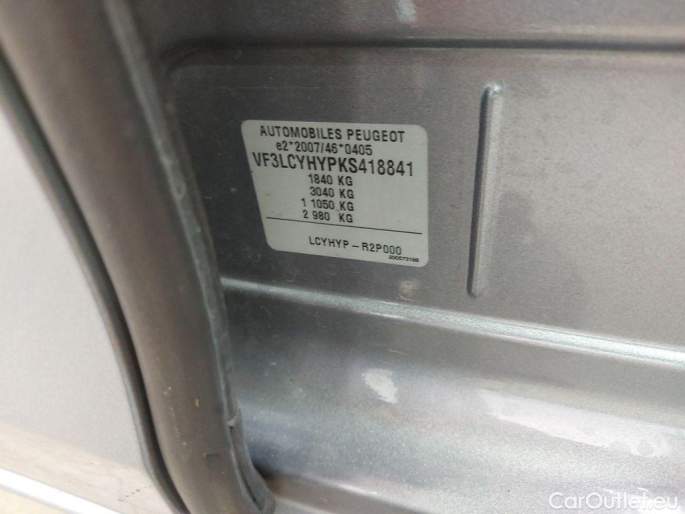 AUTOMOBILES PEUGEOT
e2*2007/46*0405
VF3LCYHYPKS418841
1840 KG
3040 KG
1 1050 KG
2 980 KG
LCYHYP - R2P000
CarOutlet.eu